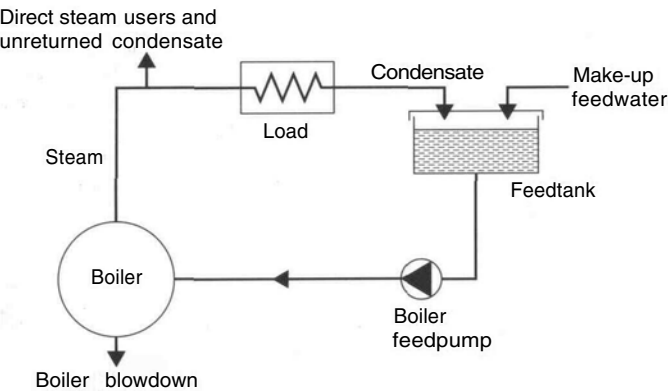 Direct steam users and
unreturned condensate
Condensate
Make-up
feedwater
Load
Steam
Feedtank
Boiler
Boiler
feedpump
Boiler blowdown